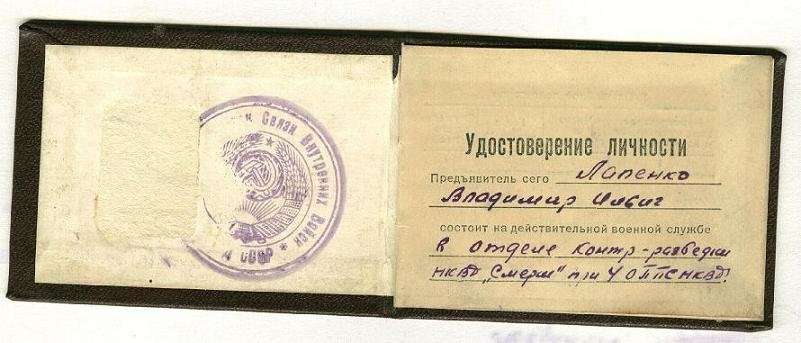 Связи Внутренних Войск
СССР
Удостоверение личности
Предъявитель сего Лапенко
Владимир
состоит на действительной военной службе
в отделе контр-разведки
НКВД „Смерш" при